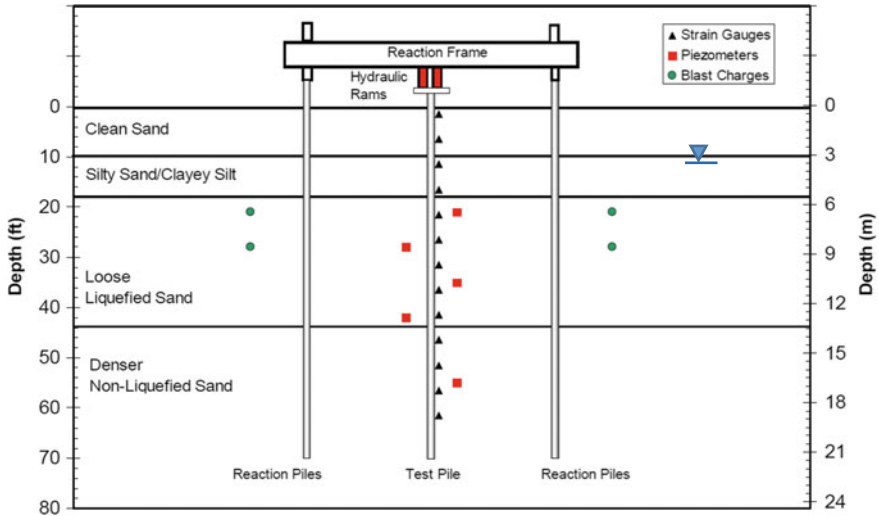 Reaction Frame
Strain Gauges
Piezometers
Blast Charges
Hydraulic
Rams
Clean Sand
Silty Sand/Clayey Silt
Loose
Liquefied Sand
Denser
Non-Liquefied Sand
Reaction Piles
Test Pile
Reaction Piles
Depth (ft)
0
10
20
30
40
50
60
70
80
Depth (m)
0
3
6
9
12
15
18
21
24